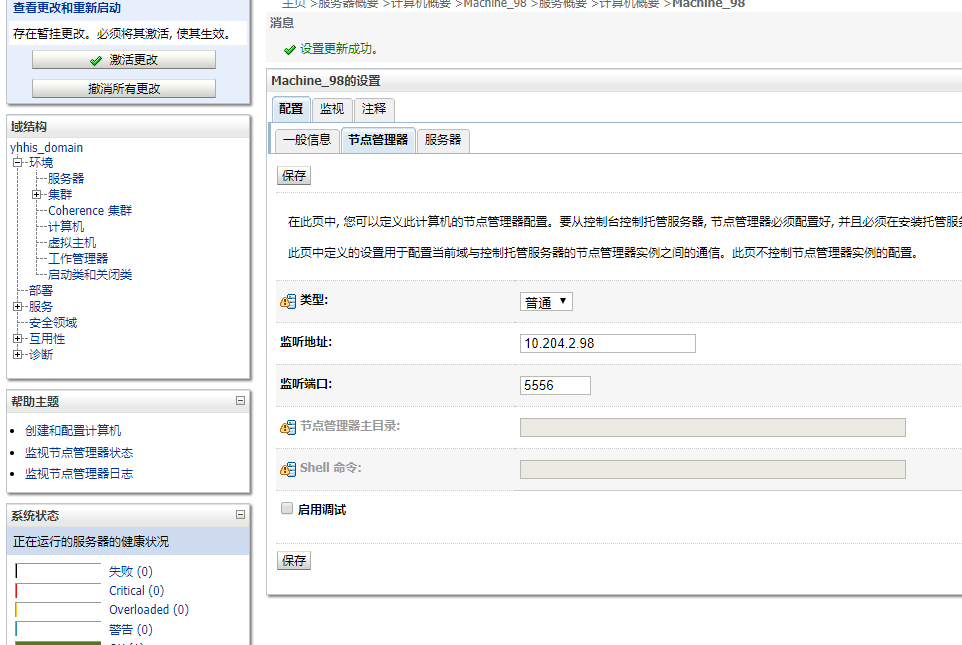 查看更改和重新启动
存在暂挂更改。必须将其激活, 使其生效。
激活更改
撤消所有更改
域结构
yhhis_domain
环境
服务器
集群
Coherence 集群
计算机
虚拟主机
工作管理器
启动类和关闭类
部署
服务
安全领域
互用性
诊断
帮助主题
创建和配置计算机
监视节点管理器状态
监视节点管理器日志
系统状态
正在运行的服务器的健康状况
失败 (0)
Critical (0)
Overloaded (0)
警告 (0)
主页 >服务器概要 >计算机概要 >Machine_98 >服务概要 >计算机概要 >Machine_98
消息
设置更新成功。
Machine_98的设置
配置 监视 注释
一般信息 节点管理器 服务器
保存
在此页中, 您可以定义此计算机的节点管理器配置。要从控制台控制托管服务器, 节点管理器必须配置好, 并且必须在安装托管服务
此页中定义的设置用于配置当前域与控制托管服务器的节点管理器实例之间的通信。此页不控制节点管理器实例的配置。
类型: 普通
监听地址: 10.204.2.98
监听端口: 5556
节点管理器主目录:
Shell 命令:
启用调试
保存